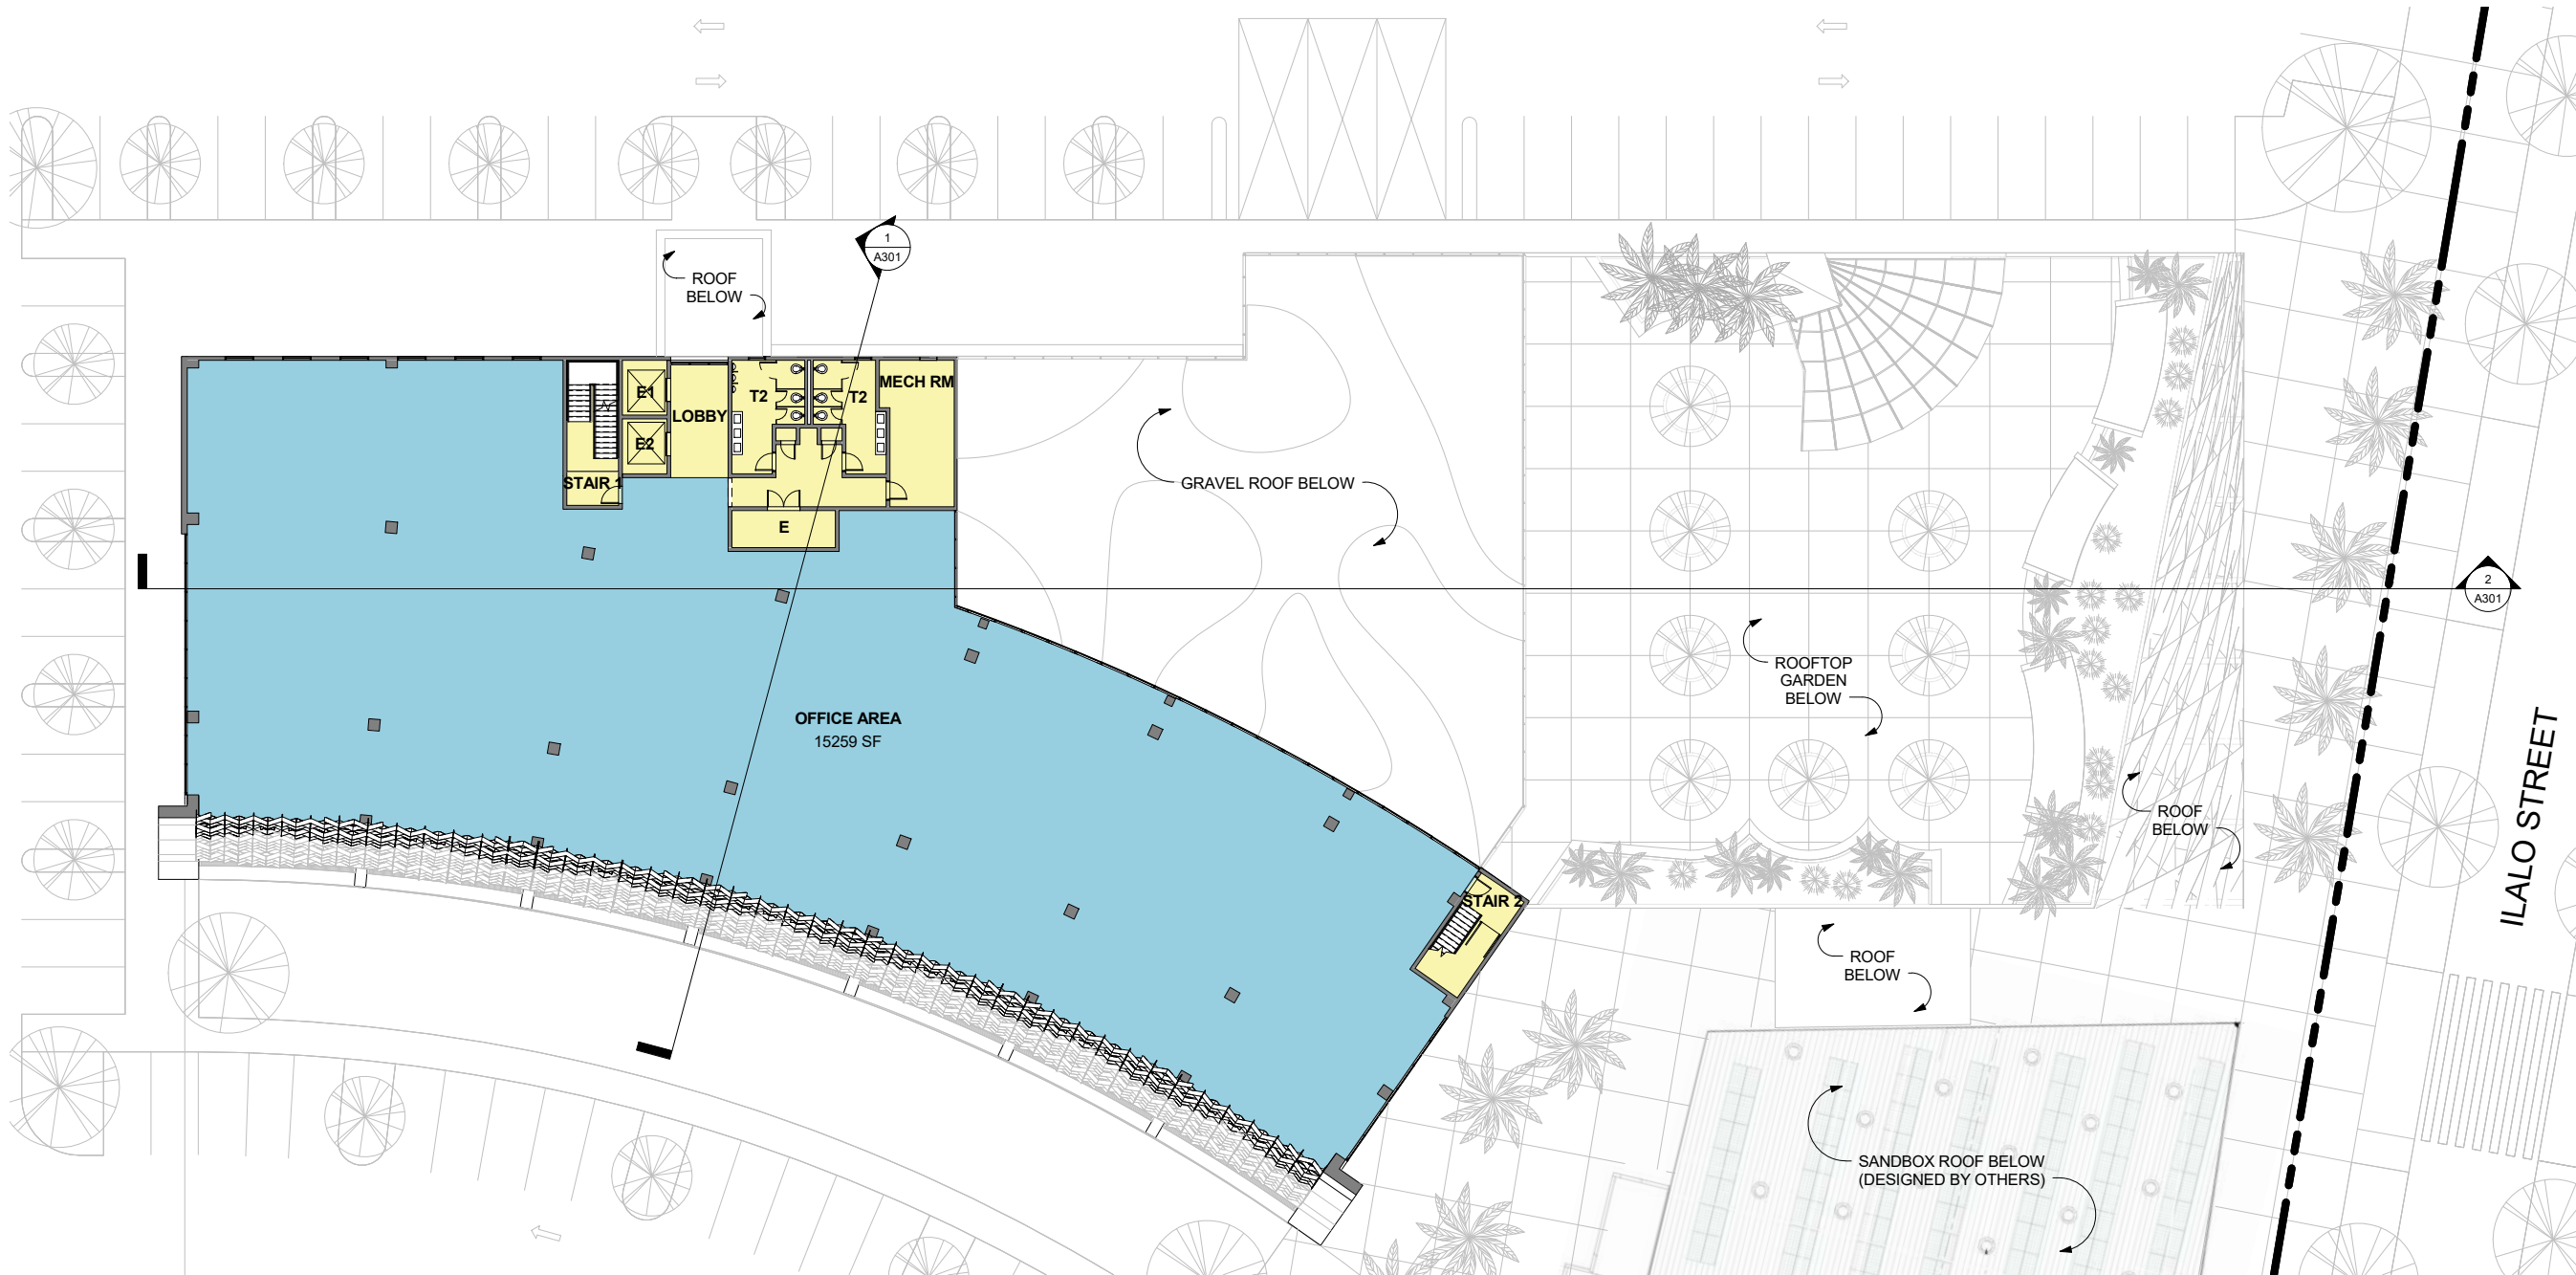 1
A301
ROOF
BELOW
E1
LOBBY
T2
T2
MECH RM
E2
STAIR 1
E
GRAVEL ROOF BELOW
2
A301
ROOFTOP
GARDEN
BELOW
OFFICE AREA
15259 SF
ROOF
BELOW
ILALO STREET
STAIR 2
ROOF
BELOW
SANDBOX ROOF BELOW
(DESIGNED BY OTHERS)